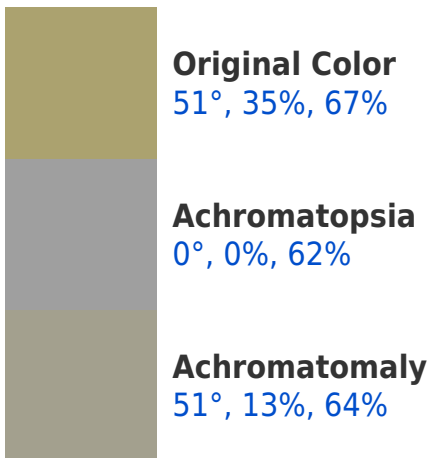 Original Color
51°, 35%, 67%
Achromatopsia
0°, 0%, 62%
Achromatomaly
51°, 13%, 64%